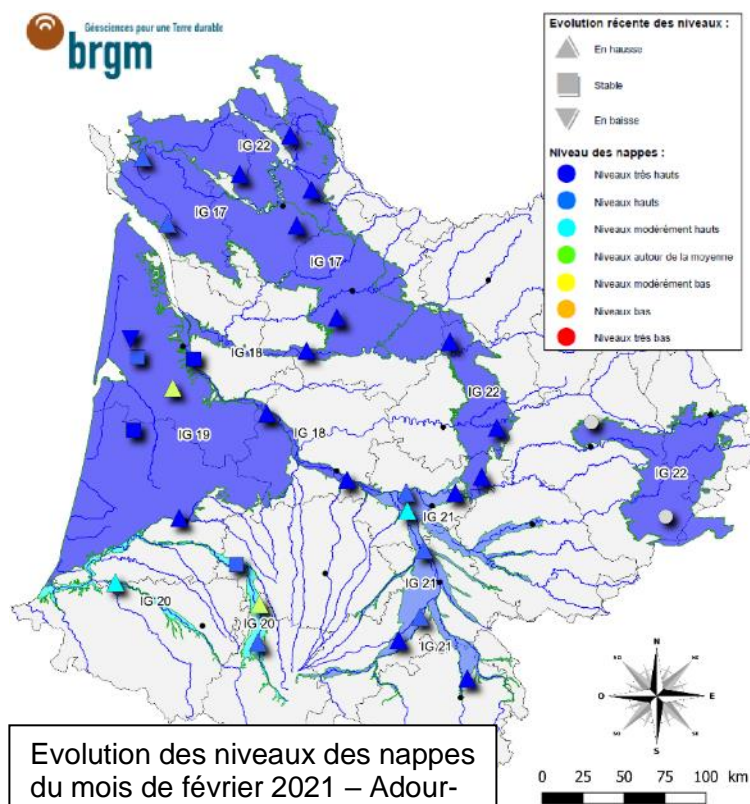 Géosciences pour une Terre durable
brgm
Evolution récente des niveaux :
En hausse
Stable
En baisse
Niveau des nappes :
Niveaux très hauts
Niveaux hauts
Niveaux modérément hauts
Niveaux autour de la moyenne
Niveaux modérément bas
Niveaux bas
Niveaux très bas
IG 22
IG 17
IG 17
IG 18
IG 22
IG 19
IG 18
IG 22
IG 21
IG 21
IG 20
IG 20
IG 21
N
NO
NE
O
E
SO
SE
S
Evolution des niveaux des nappes
du mois de février 2021 – Adour-
0 25 50 75 100 km